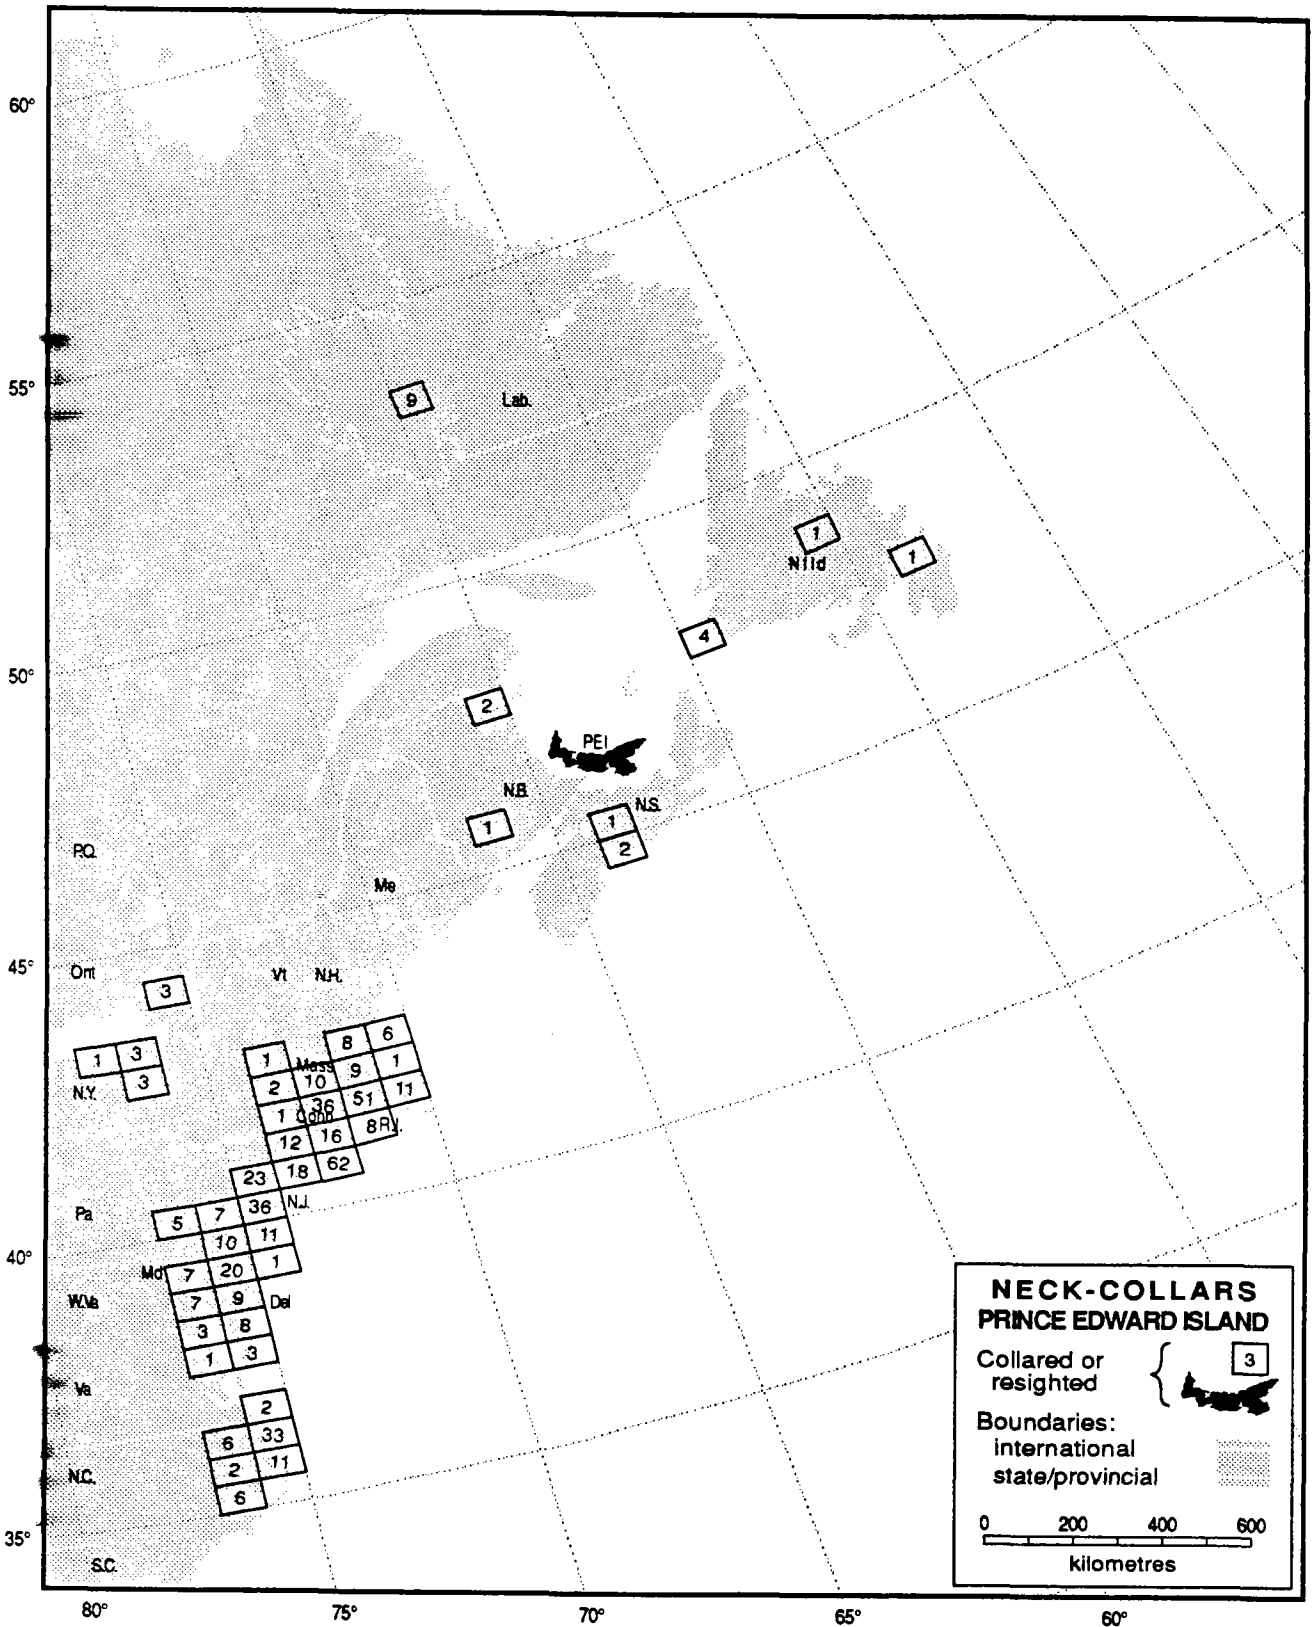 60°
55°
9
Lab.
1
Nfld
1
4
50°
2
PEI
N.B.
N.S.
1
1
2
P.Q.
Me
45°
Ont
Vt
N.H.
3
8
6
1
3
1
Mass
9
1
3
2
10
51
11
N.Y.
1
36
Conn
12
16
8
R.I.
23
18
62
Pa
5
7
36
N.J.
10
11
40°
Md
7
20
1
W.Va
7
9
Del
3
8
1
3
Va
2
6
33
N.C.
2
11
6
35°
S.C.
80°
75°
70°
65°
60°
NECK-COLLARS
PRINCE EDWARD ISLAND
Collared or
resighted
3
Boundaries:
international
state/provincial
0 200 400 600
kilometres